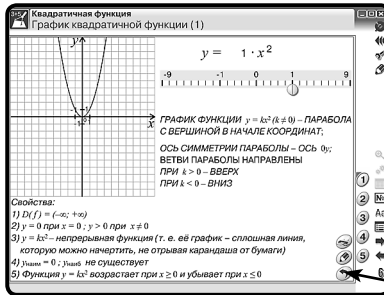 Квадратичная функция
График квадратичной функции (1)
y = 1 · x²
-9 -1 0 1 9
y
1
-1 1
-1
x
ГРАФИК ФУНКЦИИ y = kx² (k ≠ 0) – ПАРАБОЛА
С ВЕРШИНОЙ В НАЧАЛЕ КООРДИНАТ;
ОСЬ СИММЕТРИИ ПАРАБОЛЫ – ОСЬ 0y;
ВЕТВИ ПАРАБОЛЫ НАПРАВЛЕНЫ
ПРИ k > 0 – ВВЕРХ
ПРИ k < 0 – ВНИЗ
Свойства:
1) D(f) = (–∞; +∞)
2) y = 0 при x = 0 ; y > 0 при x ≠ 0
3) y = kx² – непрерывная функция (т. е. её график – сплошная линия,
которую можно начертить, не отрывая карандаша от бумаги)
4) yнаим = 0 ; yнаиб не существует
5) Функция y = kx² возрастает при x ≥ 0 и убывает при x ≤ 0
1
2
3
4
5